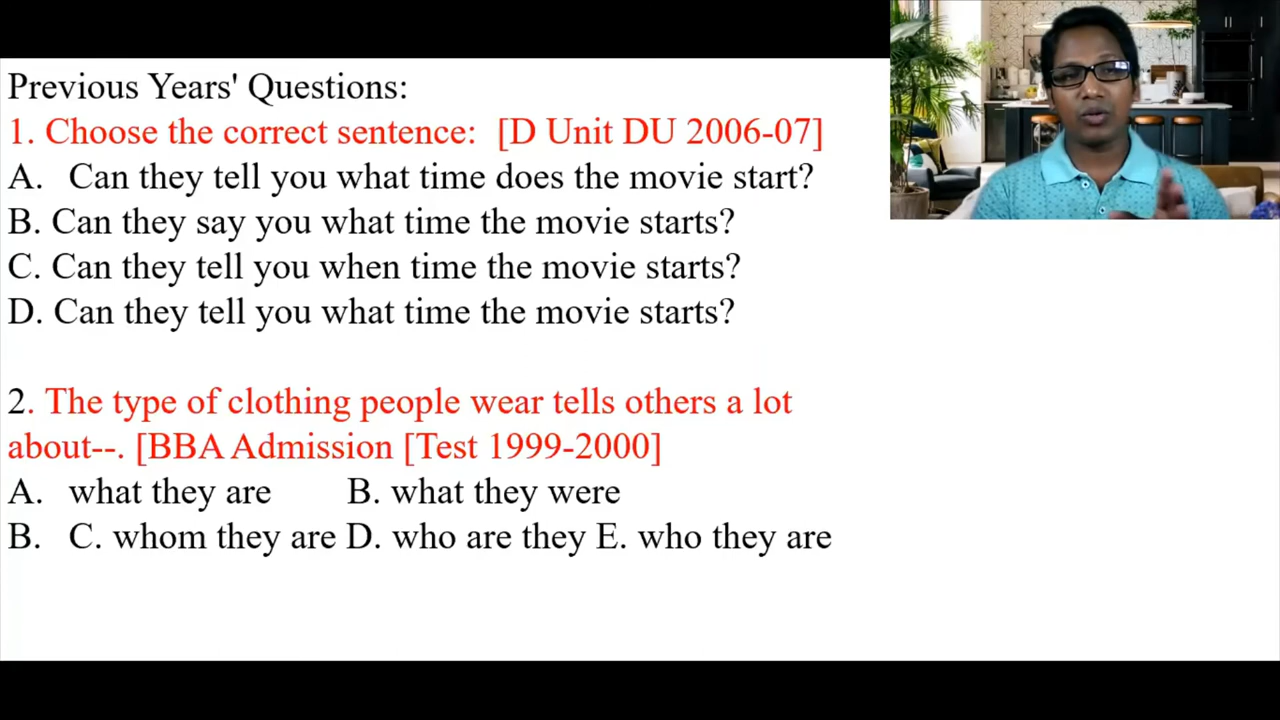 Previous Years' Questions:
1. Choose the correct sentence: [D Unit DU 2006-07]
A. Can they tell you what time does the movie start?
B. Can they say you what time the movie starts?
C. Can they tell you when time the movie starts?
D. Can they tell you what time the movie starts?
2. The type of clothing people wear tells others a lot
about--. [BBA Admission [Test 1999-2000]
A. what they are B. what they were
B. C. whom they are D. who are they E. who they are